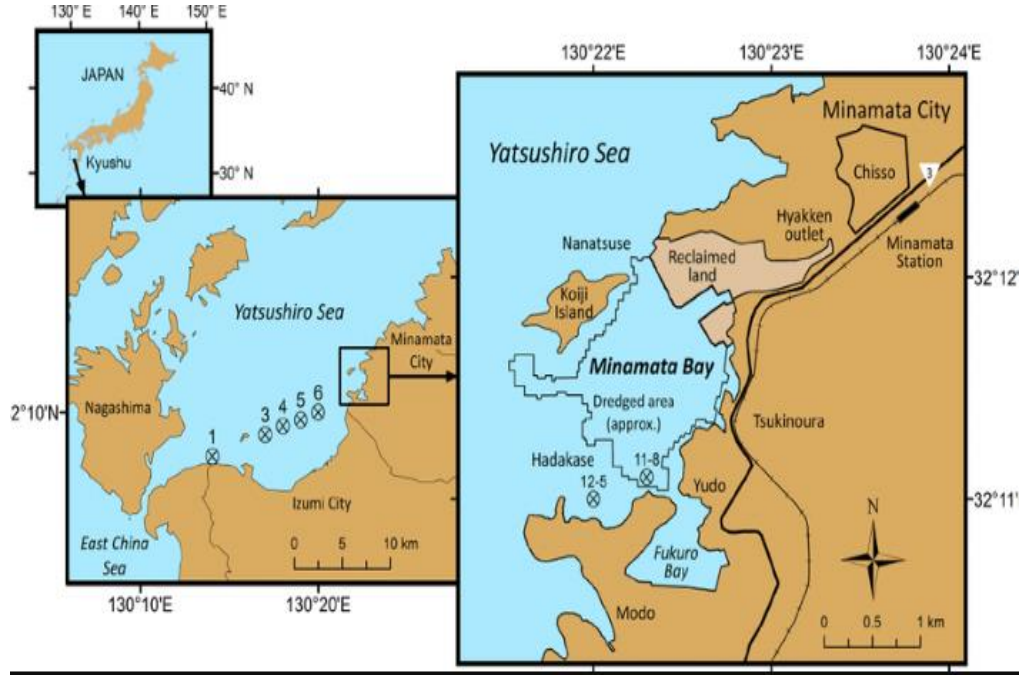 130° E 140° E 150° E
JAPAN
40° N
Kyushu
30° N
Yatsushiro Sea
Minamata
City
2°10' N
Nagashima
1
3
4
5
6
Izumi City
East China
Sea
0 5 10 km
130°10' E 130°20' E
130°22' E 130°23' E 130°24' E
Minamata City
Yatsushiro Sea
Chisso
3
Hyakken
outlet
Nanatsuse
Minamata
Station
Reclaimed
land
32°12'
Koiji
Island
Minamata Bay
Dredged area
(approx.)
Tsukinoura
Hadakase
11-8
12-5
Yudo
32°11'
N
Fukuro
Bay
Modo
0 0.5 1 km